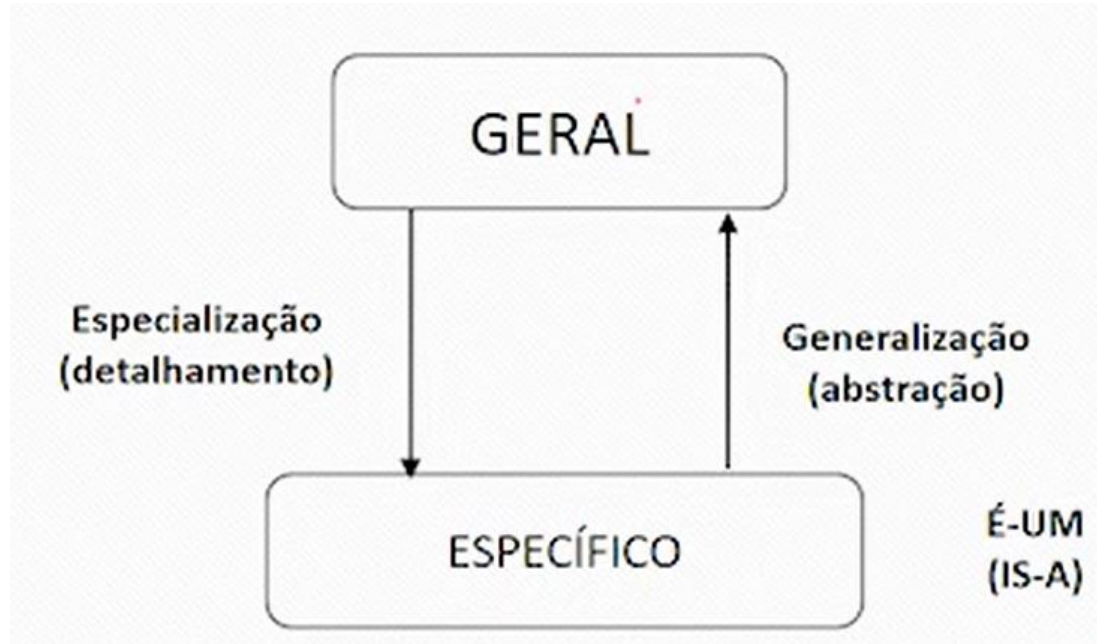 GERAL
Especialização
(detalhamento)
Generalização
(abstração)
ESPECÍFICO
É-UM
(IS-A)